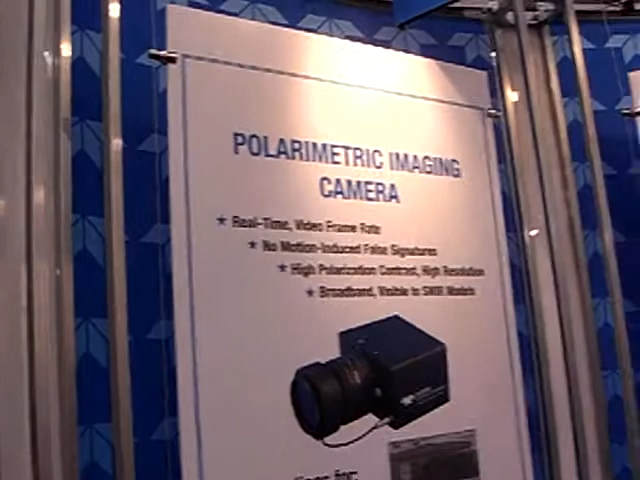 POLARIMETRIC IMAGING
CAMERA
★ Real-Time, Video Frame Rate
★ No Motion-Induced False Signatures
★ High Polarization Contrast, High Resolution
★ Broadband, Visible to SWIR Models
for: